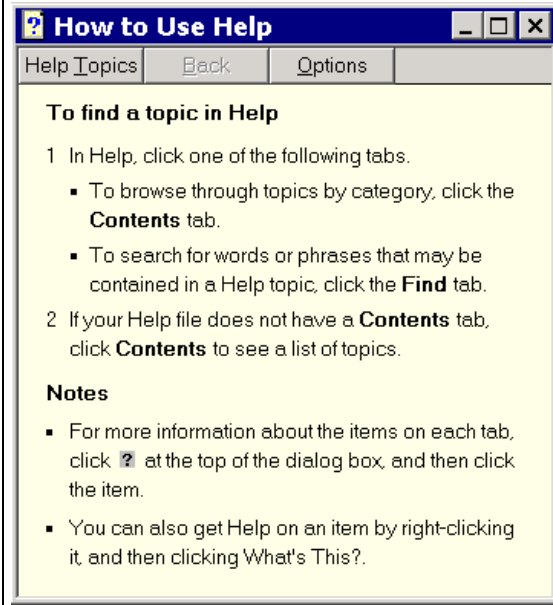 How to Use Help
Help Topics Back Options
To find a topic in Help
1 In Help, click one of the following tabs.
▪ To browse through topics by category, click the
Contents tab.
▪ To search for words or phrases that may be
contained in a Help topic, click the Find tab.
2 If your Help file does not have a Contents tab,
click Contents to see a list of topics.
Notes
▪ For more information about the items on each tab,
click ? at the top of the dialog box, and then click
the item.
▪ You can also get Help on an item by right-clicking
it, and then clicking What's This?.